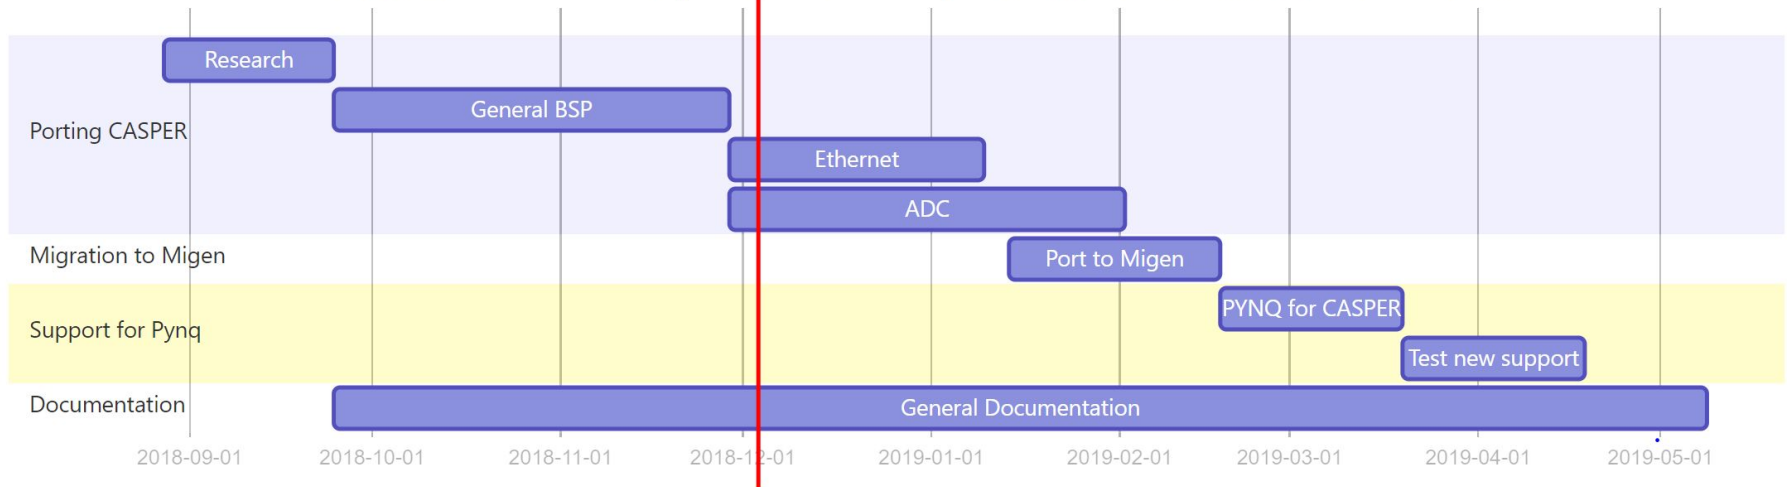 Research
General BSP
Porting CASPER
Ethernet
ADC
Migration to Migen
Port to Migen
PYNQ for CASPER
Support for Pynq
Test new support
Documentation
General Documentation
2018-09-01 2018-10-01 2018-11-01 2018-12-01 2019-01-01 2019-02-01 2019-03-01 2019-04-01 2019-05-01